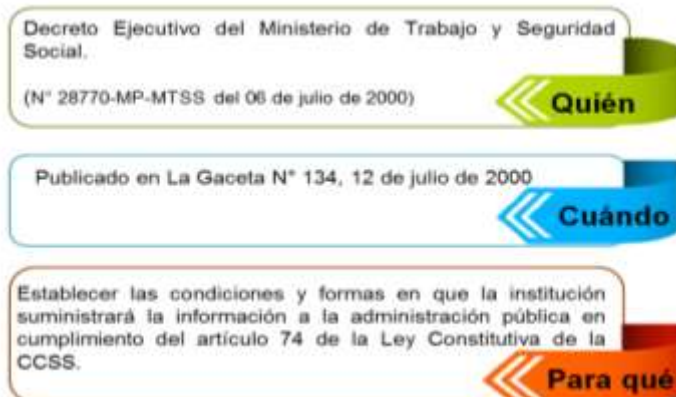 Decreto Ejecutivo del Ministerio de Trabajo y Seguridad
Social.
(N° 28770-MP-MTSS del 06 de julio de 2000)
Quién
Publicado en La Gaceta N° 134, 12 de julio de 2000
Cuándo
Establecer las condiciones y formas en que la institución
suministrará la información a la administración pública en
cumplimiento del artículo 74 de la Ley Constitutiva de la
CCSS.
Para qué